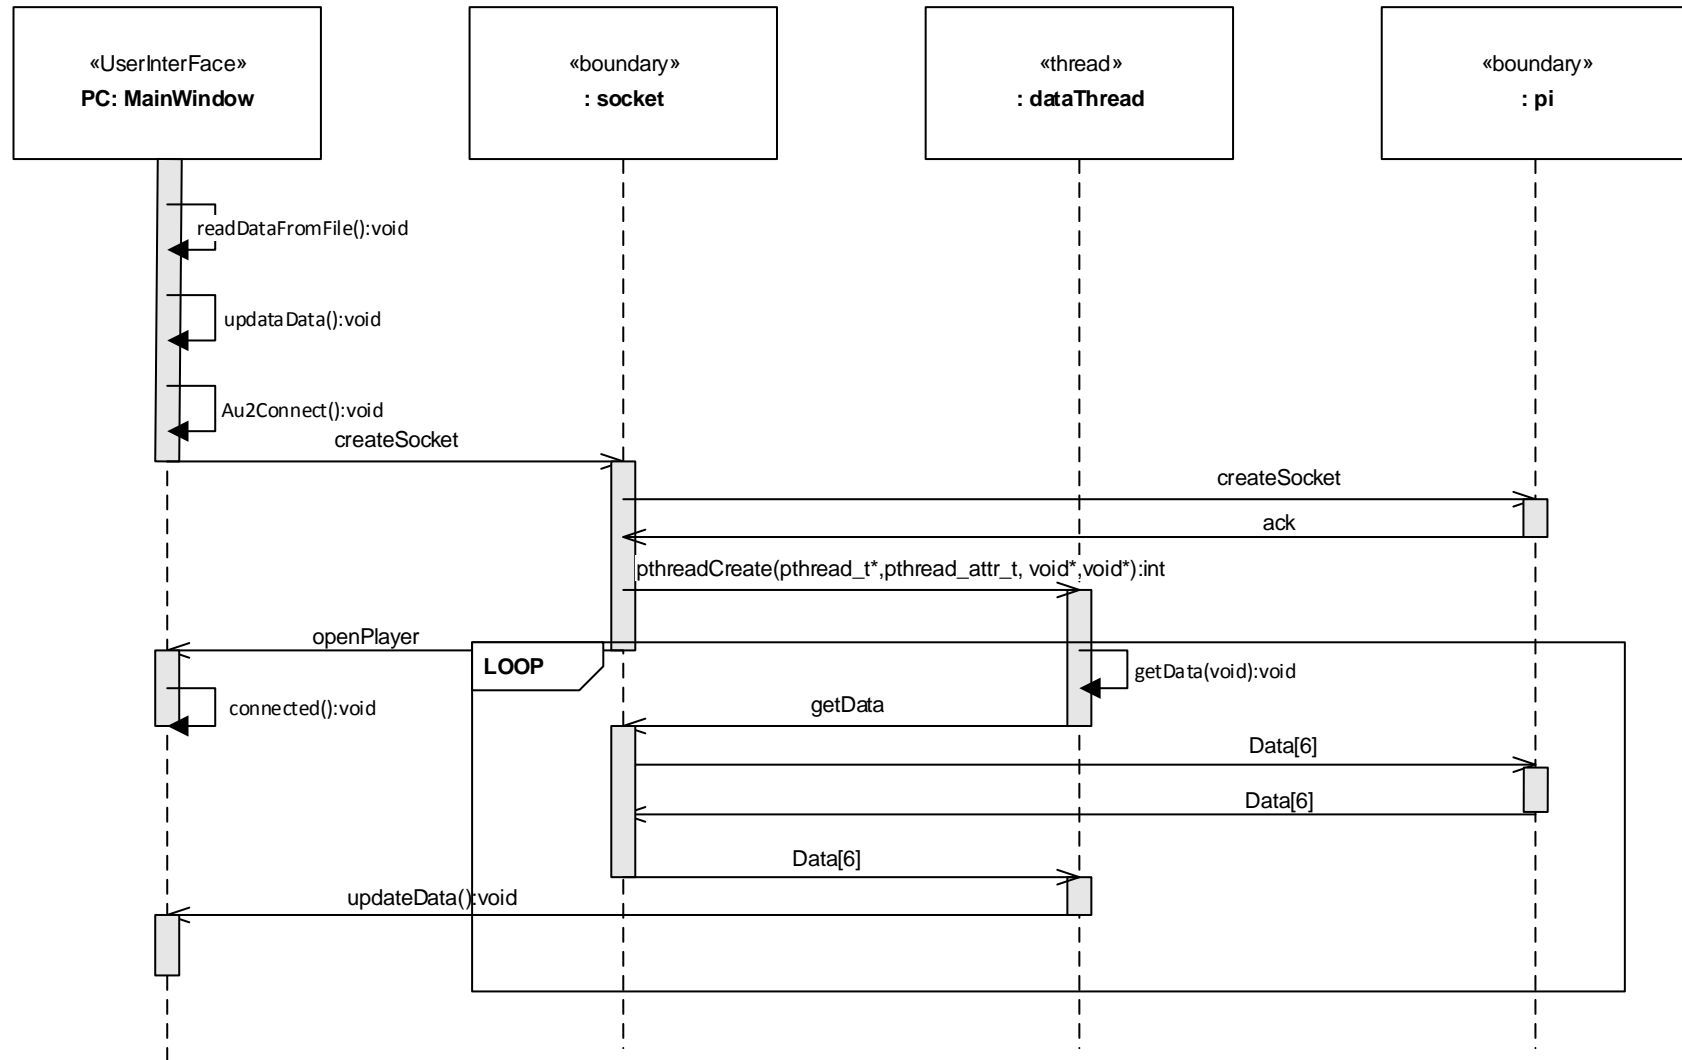 «UserInterFace»
PC: MainWindow
«boundary»
: socket
«thread»
: dataThread
«boundary»
: pi
readDataFromFile():void
updataData():void
Au2Connect():void
createSocket
createSocket
ack
pthreadCreate(pthread_t*,pthread_attr_t, void*,void*):int
openPlayer
LOOP
getData(void):void
connected():void
getData
Data[6]
Data[6]
Data[6]
updateData():void